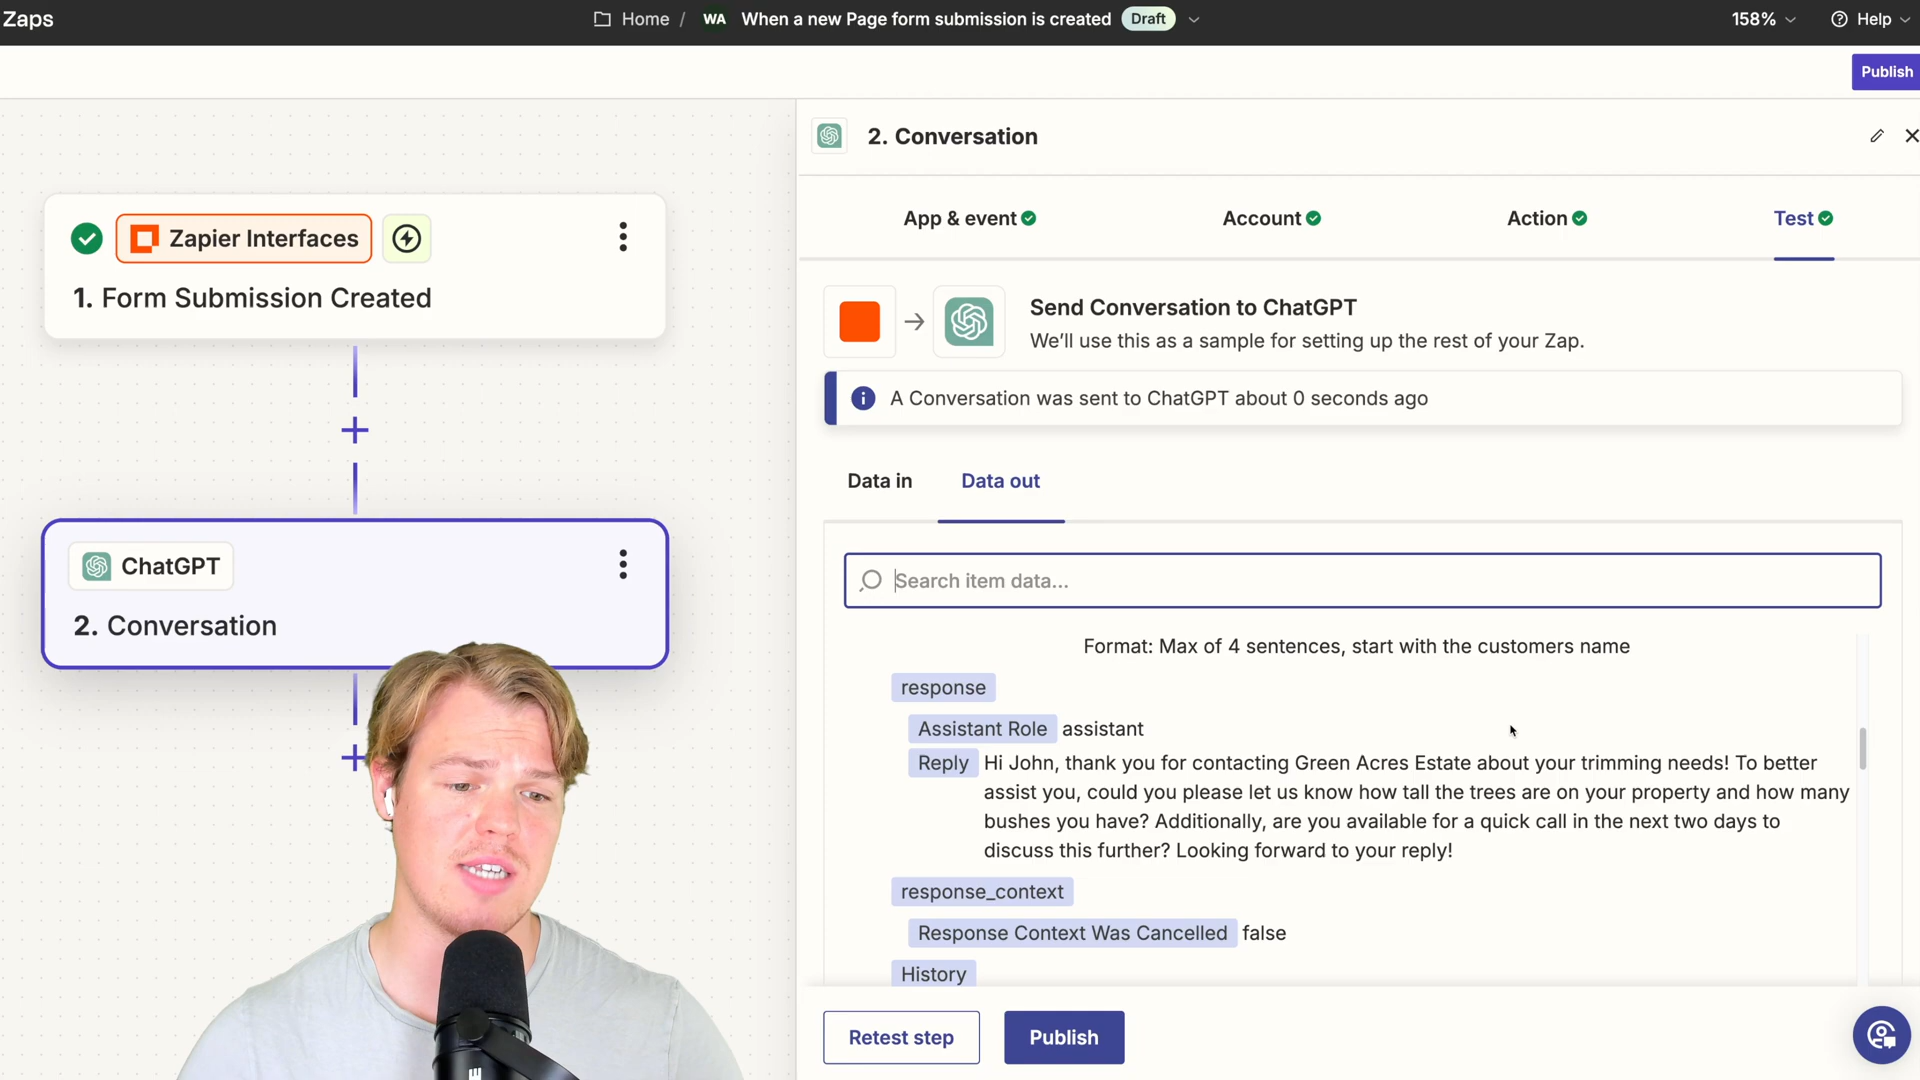 Zaps
Home / WA When a new Page form submission is created Draft
158%
Help
Publish
2. Conversation
App & event
Account
Action
Test
Zapier Interfaces
1. Form Submission Created
Send Conversation to ChatGPT
We'll use this as a sample for setting up the rest of your Zap.
A Conversation was sent to ChatGPT about 0 seconds ago
Data in
Data out
ChatGPT
2. Conversation
Search item data...
Format: Max of 4 sentences, start with the customers name
response
Assistant Role assistant
Reply Hi John, thank you for contacting Green Acres Estate about your trimming needs! To better
assist you, could you please let us know how tall the trees are on your property and how many
bushes you have? Additionally, are you available for a quick call in the next two days to
discuss this further? Looking forward to your reply!
response_context
Response Context Was Cancelled false
History
Retest step
Publish